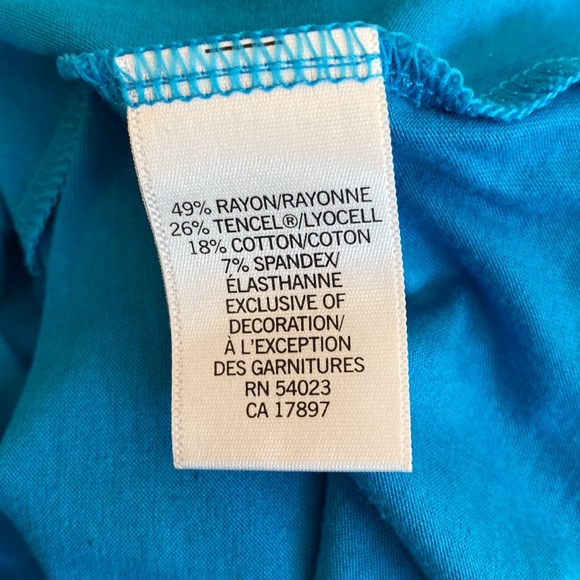 49% RAYON/RAYONNE
26% TENCEL®/LYOCELL
18% COTTON/COTON
7% SPANDEX/
ÉLASTHANNE
EXCLUSIVE OF
DECORATION/
À L'EXCEPTION
DES GARNITURES
RN 54023
CA 17897